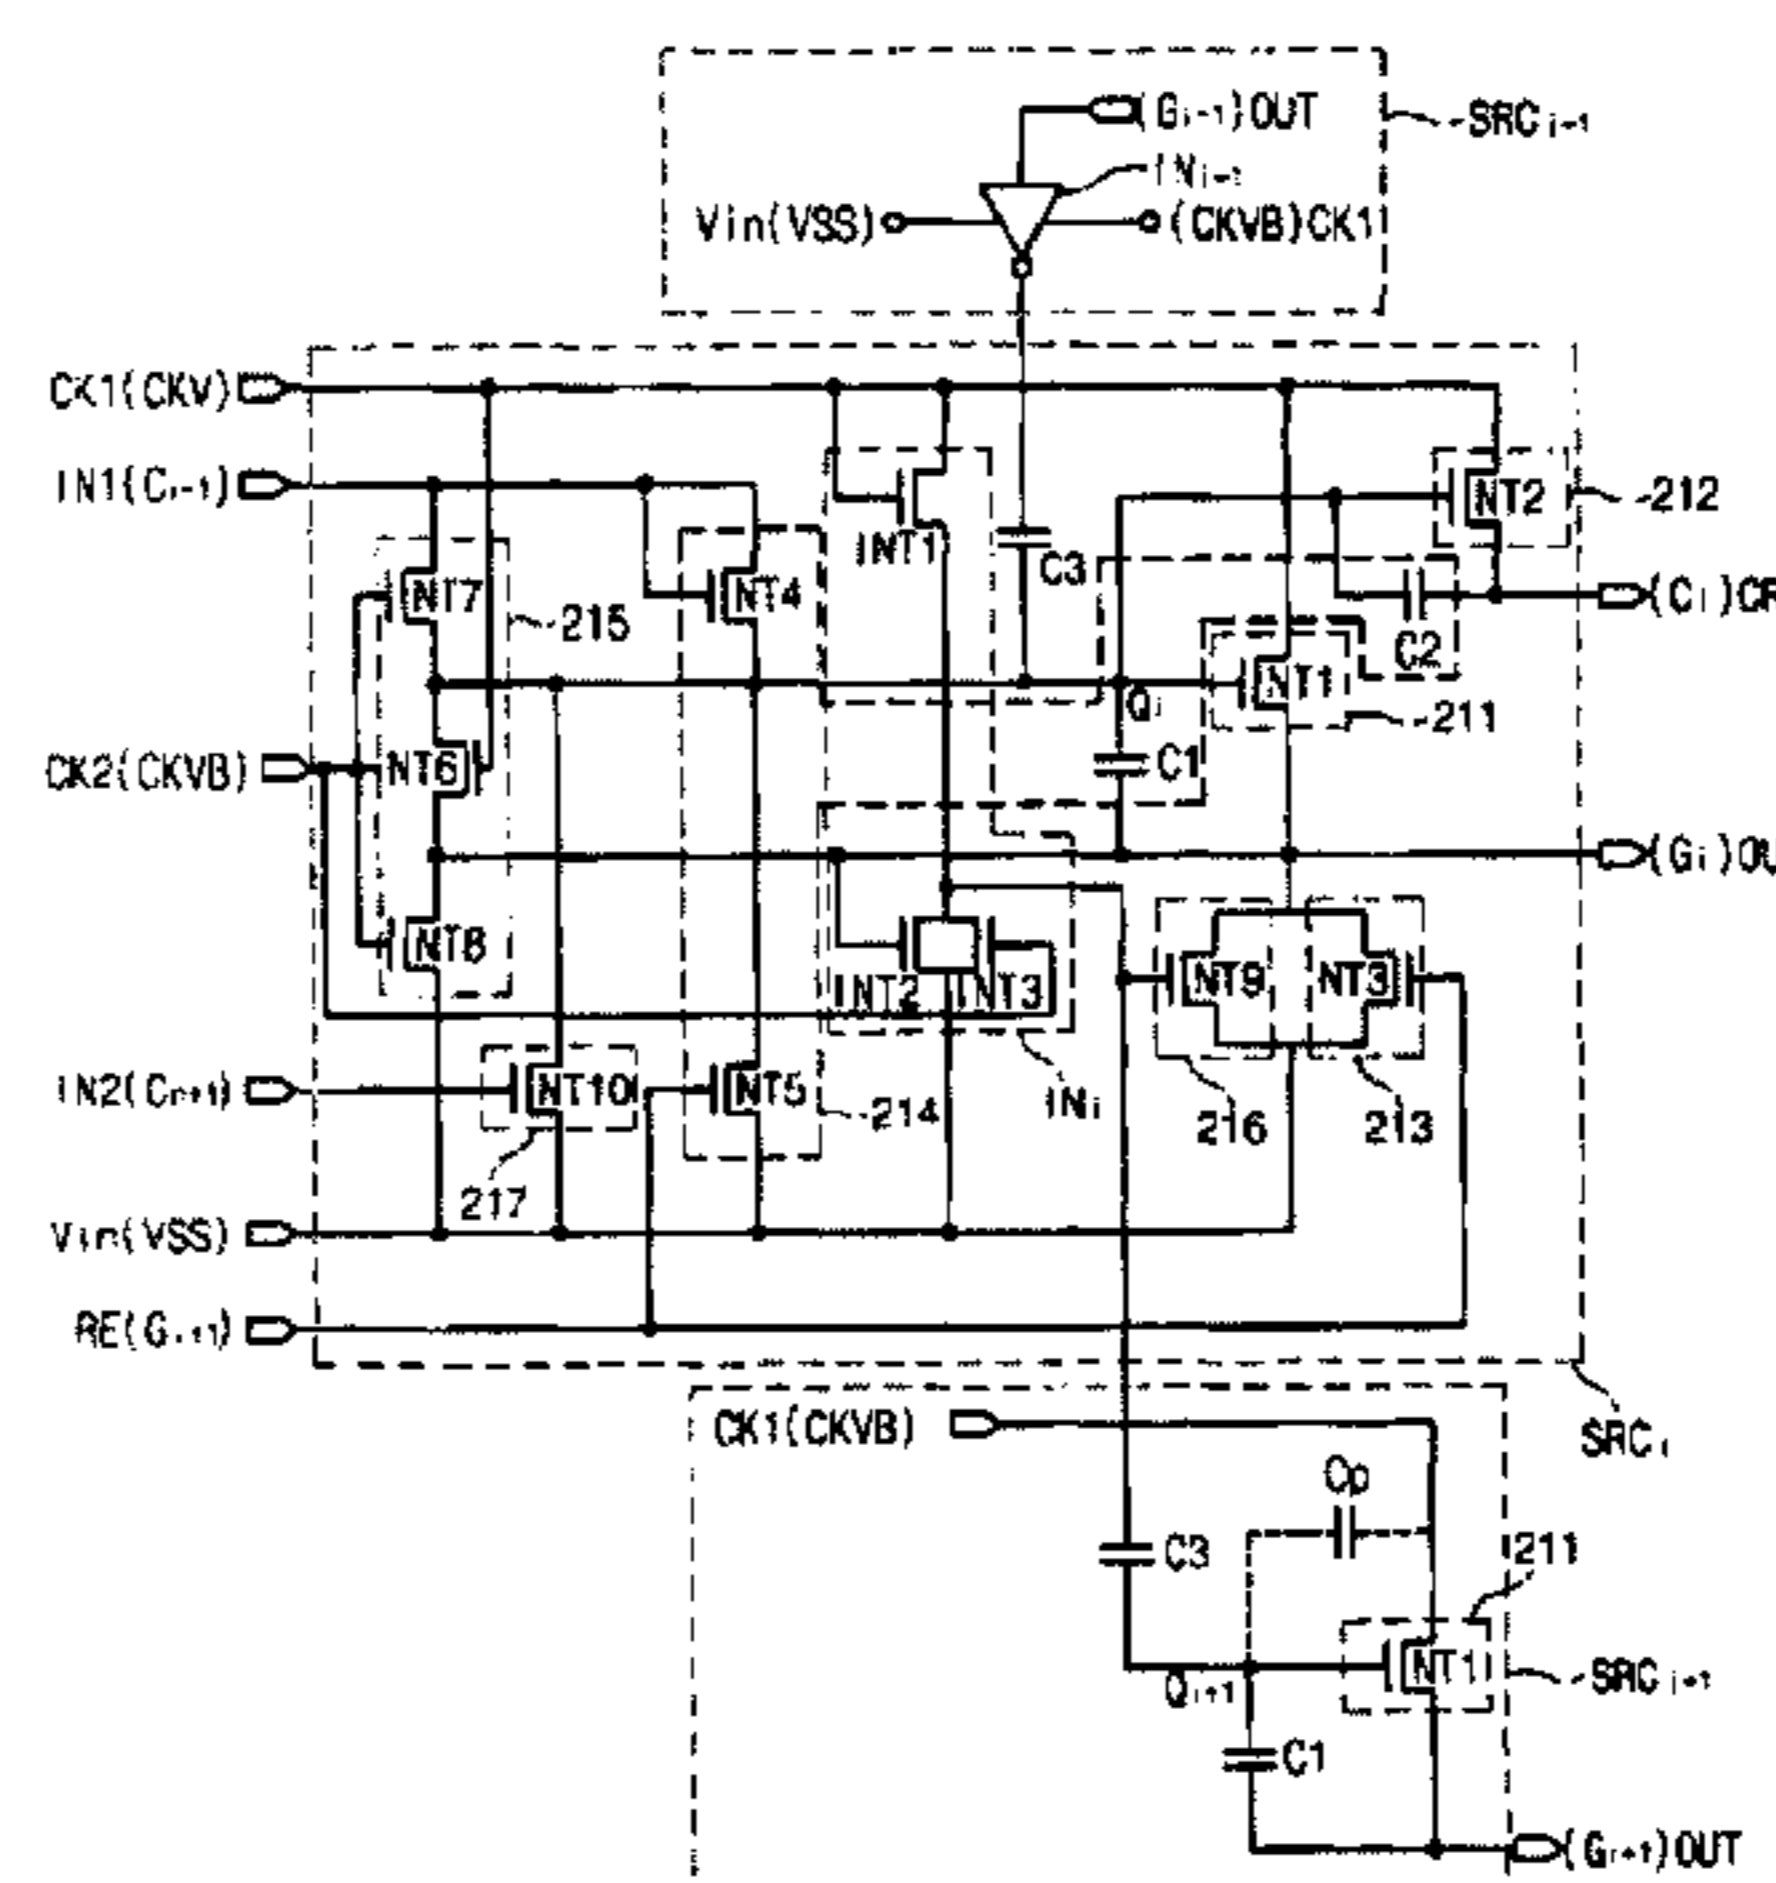 (Gi-1)OUT
SRCi-1
INi-1
Vin(VSS)
(CKVB)CK1
CK1(CKV)
IN1(Ci-1)
NT2
212
INT1
C3
NT7
NT4
215
(Ci)CR
C2
NT1
Qi
211
CK2(CKVB)
NT6
C1
(Gi)OU
NT8
INT2
INT3
NT9
NT3
IN2(Cn+1)
NT10
NT5
214
INi
216
213
217
Vin(VSS)
RE(Gi+1)
SRCi
CK1(CKVB)
Cp
C3
211
NT1
SRCi+1
Qi+1
C1
(Gi+1)OUT